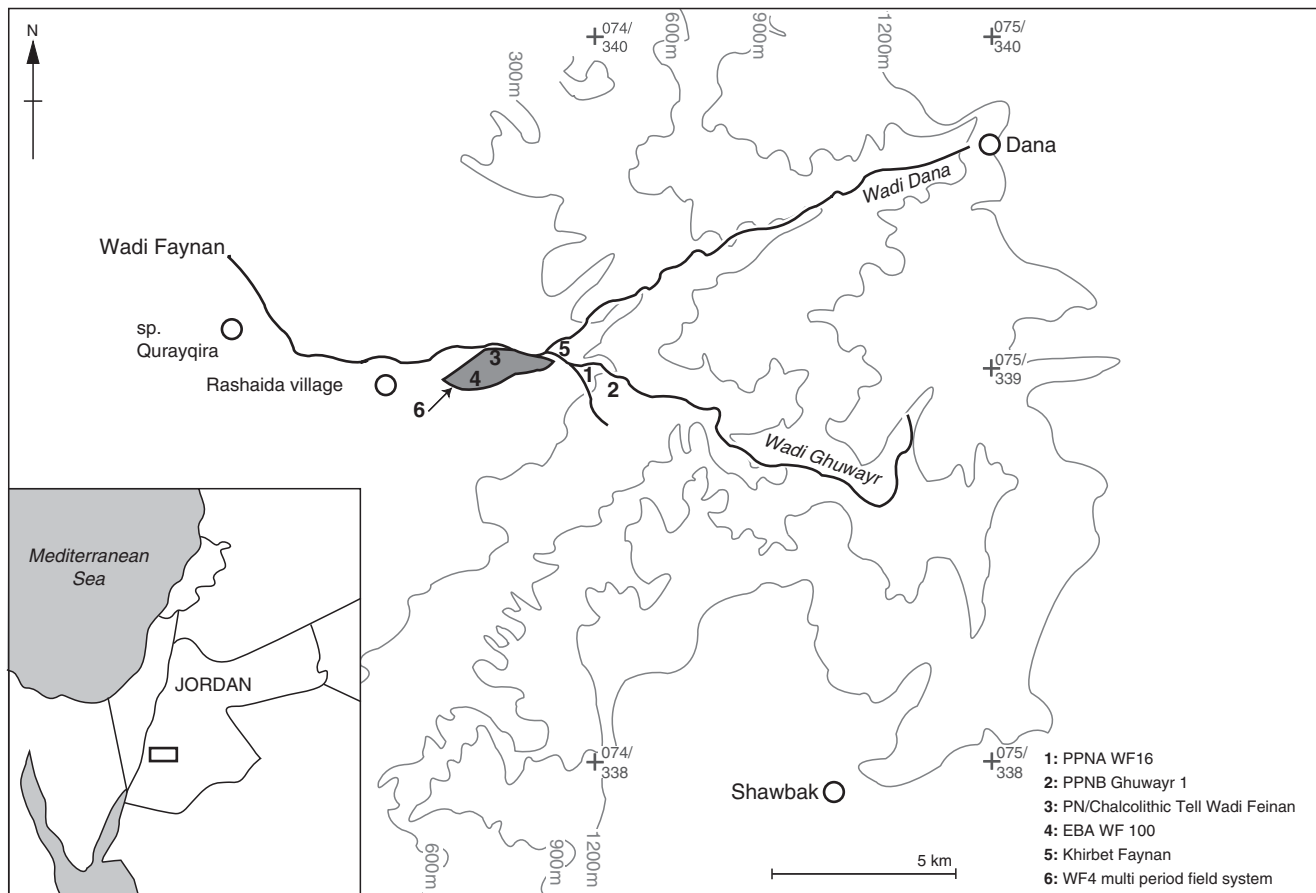 N
300m
074/
340
600m
900m
1200m
075/
340
Dana
Wadi Dana
Wadi Faynan
sp.
Qurayqira
Rashaida village
5
3
4
1
2
6
075/
339
Wadi Ghuwayr
Mediterranean
Sea
JORDAN
074/
338
075/
338
Shawbak
600m
900m
1200m
5 km
1: PPNA WF16
2: PPNB Ghuwayr 1
3: PN/Chalcolithic Tell Wadi Feinan
4: EBA WF 100
5: Khirbet Faynan
6: WF4 multi period field system